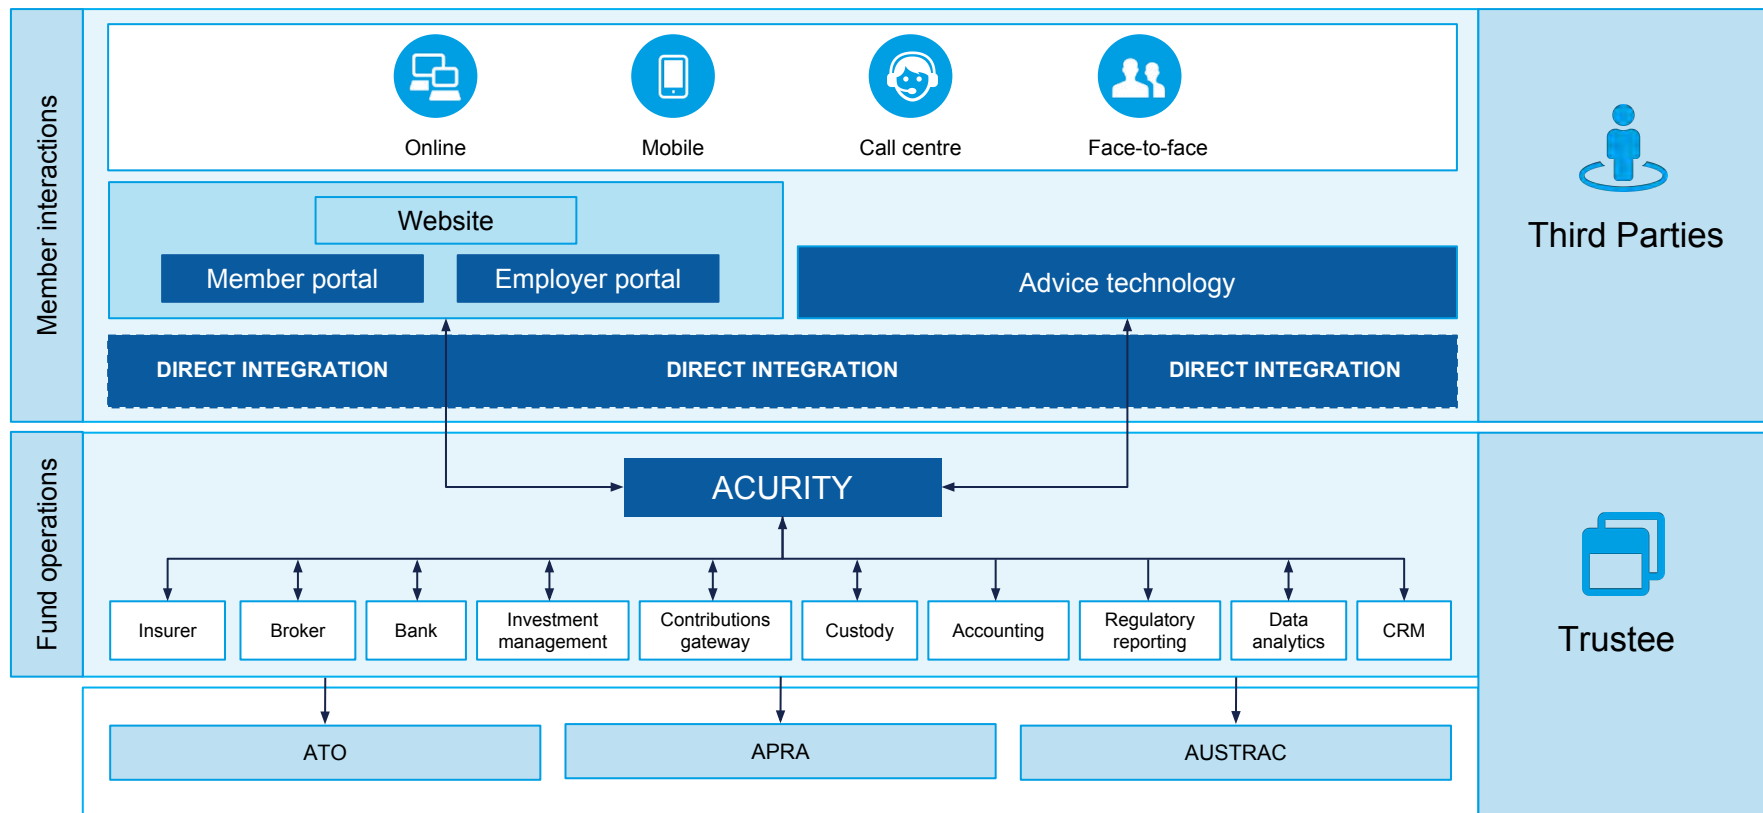 Member interactions
Online
Mobile
Call centre
Face-to-face
Website
Member portal
Employer portal
Advice technology
DIRECT INTEGRATION
DIRECT INTEGRATION
DIRECT INTEGRATION
Third Parties
Fund operations
ACURITY
Insurer
Broker
Bank
Investment
management
Contributions
gateway
Custody
Accounting
Regulatory
reporting
Data
analytics
CRM
Trustee
ATO
APRA
AUSTRAC